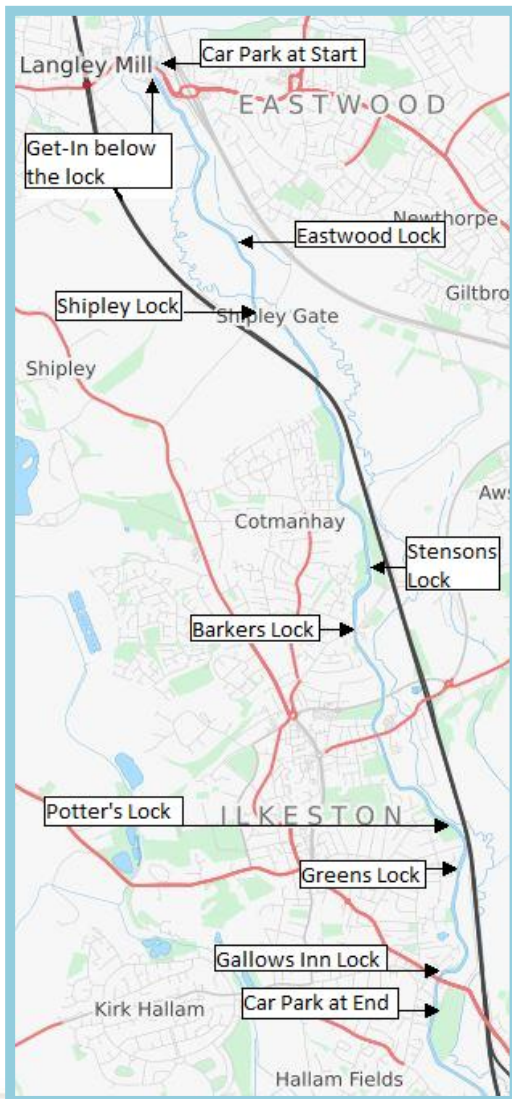 Car Park at Start
Langley Mill
EASTWOOD
Get-In below
the lock
Newthorpe
Eastwood Lock
Giltbro
Shipley Lock
Shipley Gate
Shipley
Cotmanhay
Aws
Stensons
Lock
Barkers Lock
Potter's Lock
ILKESTON
Greens Lock
Gallows Inn Lock
Car Park at End
Kirk Hallam
Hallam Fields